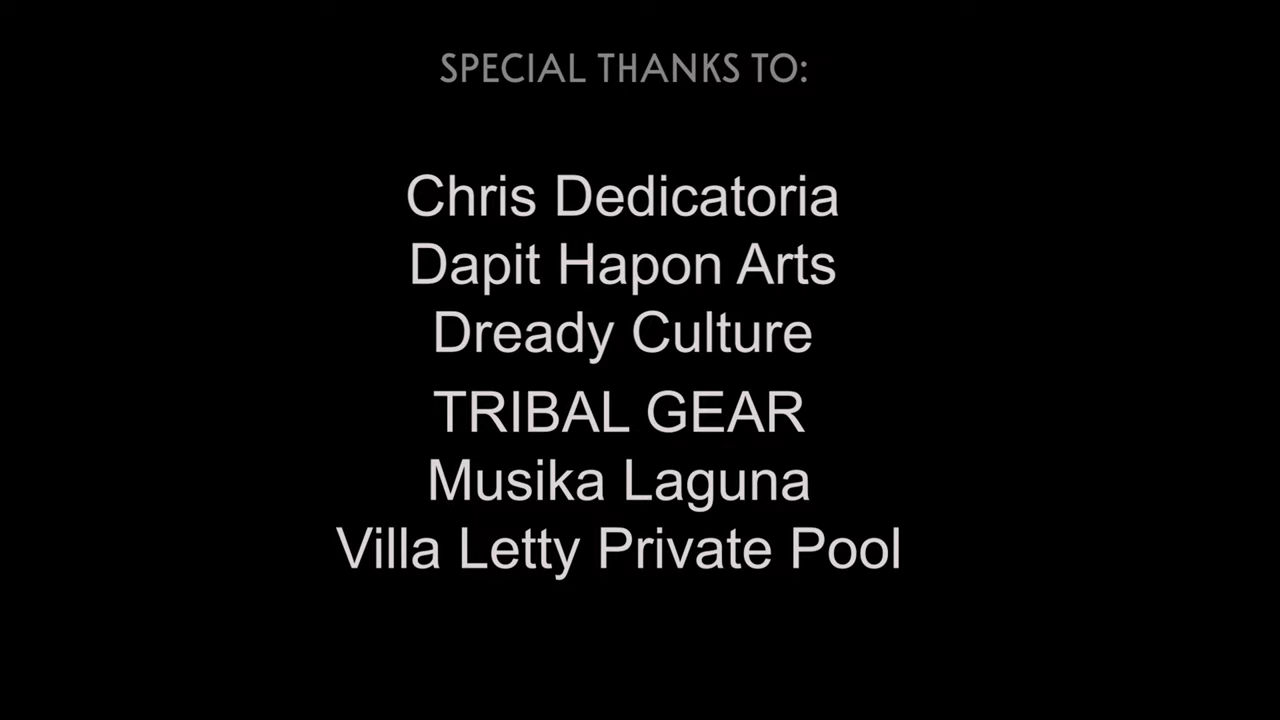 SPECIAL THANKS TO:
Chris Dedicatoria
Dapit Hapon Arts
Dready Culture
TRIBAL GEAR
Musika Laguna
Villa Letty Private Pool